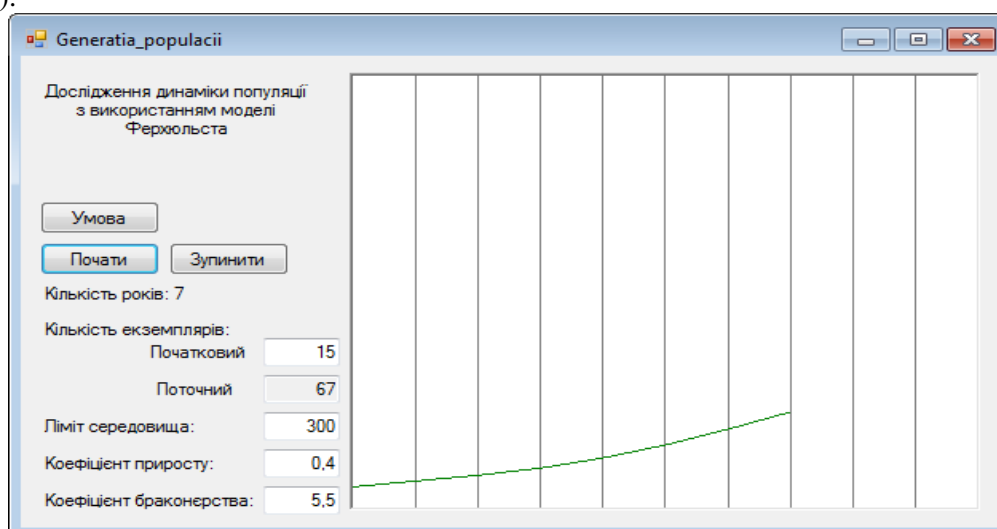 ).
Generatia_populacii
Дослідження динаміки популяції
з використанням моделі
Ферхюльста
Умова
Почати Зупинити
Кількість років: 7
Кількість екземплярів:
Початковий 15
Поточний 67
Ліміт середовища: 300
Коефіцієнт приросту: 0,4
Коефіцієнт браконєрства: 5,5